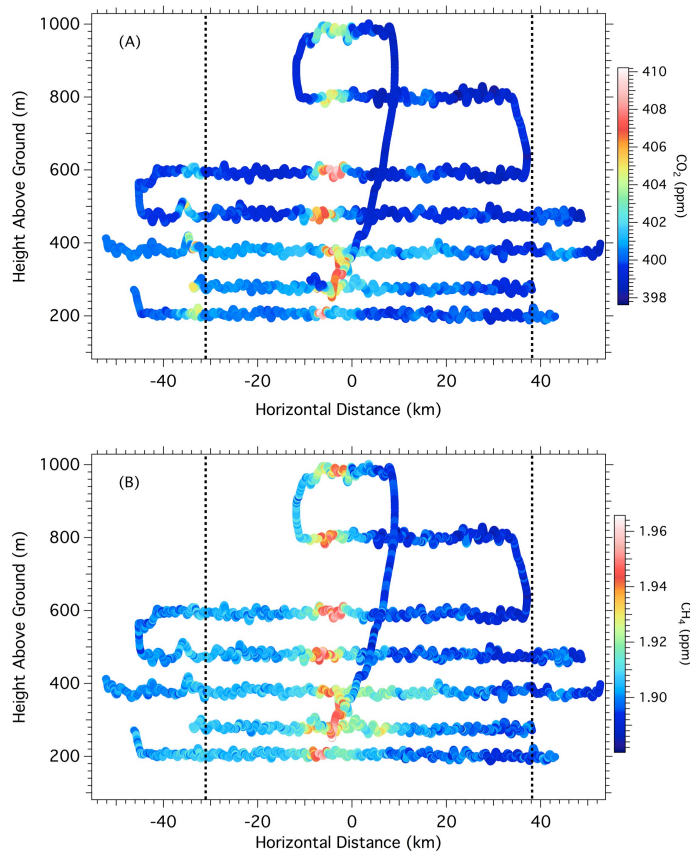 (A)
1000
800
600
400
200
Height Above Ground (m)
-40 -20 0 20 40
Horizontal Distance (km)
410
408
406
404
402
400
398
CO2 (ppm)
(B)
1000
800
600
400
200
Height Above Ground (m)
-40 -20 0 20 40
Horizontal Distance (km)
1.96
1.94
1.92
1.90
CH4 (ppm)